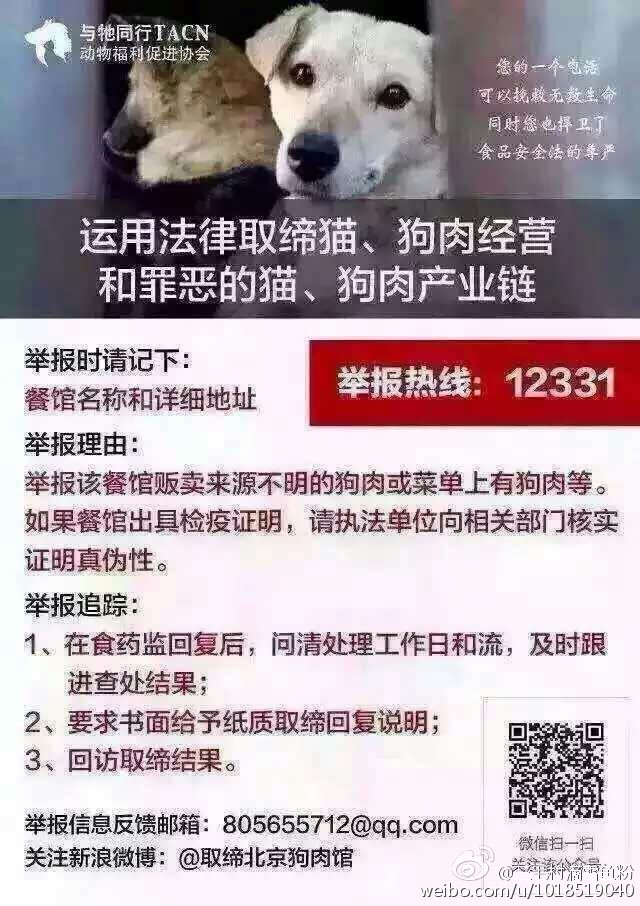 与牠同行TACN
动物福利促进协会
您的一个电话
可以挽救无数生命
同时您也捍卫了
食品安全法的尊严
运用法律取缔猫、狗肉经营
和罪恶的猫、狗肉产业链
举报时请记下：
餐馆名称和详细地址
举报热线：12331
举报理由：
举报该餐馆贩卖来源不明的狗肉或菜单上有狗肉等。
如果餐馆出具检疫证明，请执法单位向相关部门核实
证明真伪性。
举报追踪：
1、在食药监回复后，问清处理工作日和流，及时跟
进查处结果；
2、要求书面给予纸质取缔回复说明；
3、回访取缔结果。
举报信息反馈邮箱：805655712@qq.com
关注新浪微博：@取缔北京狗肉馆
微信扫一扫
关注
公众号
weibo.com/u/1018519040